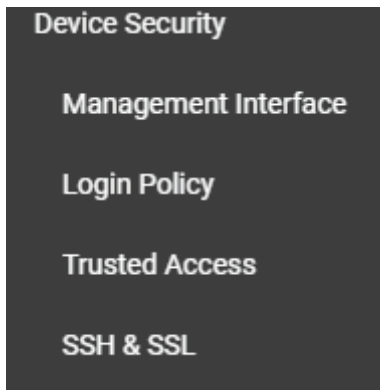 Device Security
Management Interface
Login Policy
Trusted Access
SSH & SSL